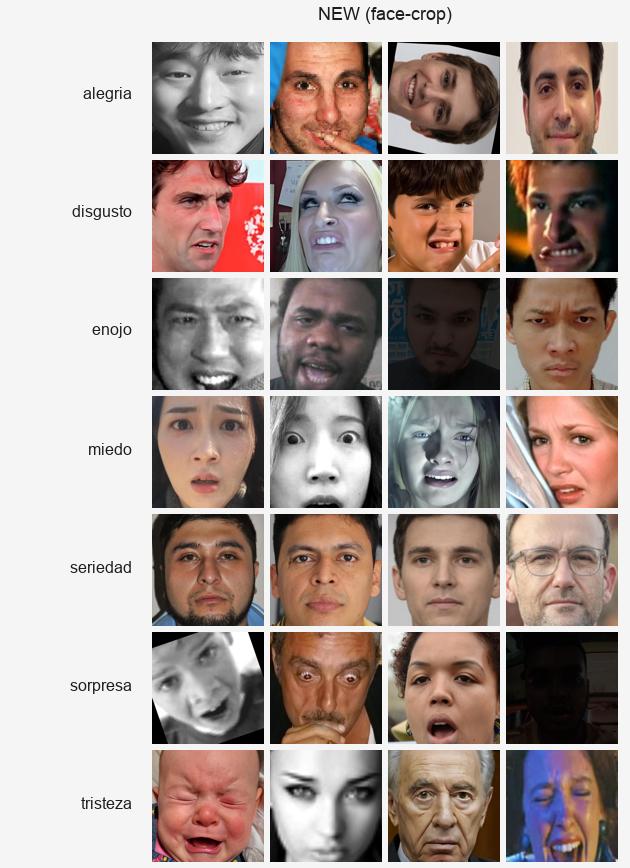 NEW (face-crop)
alegria
disgusto
enojo
miedo
seriedad
sorpresa
tristeza